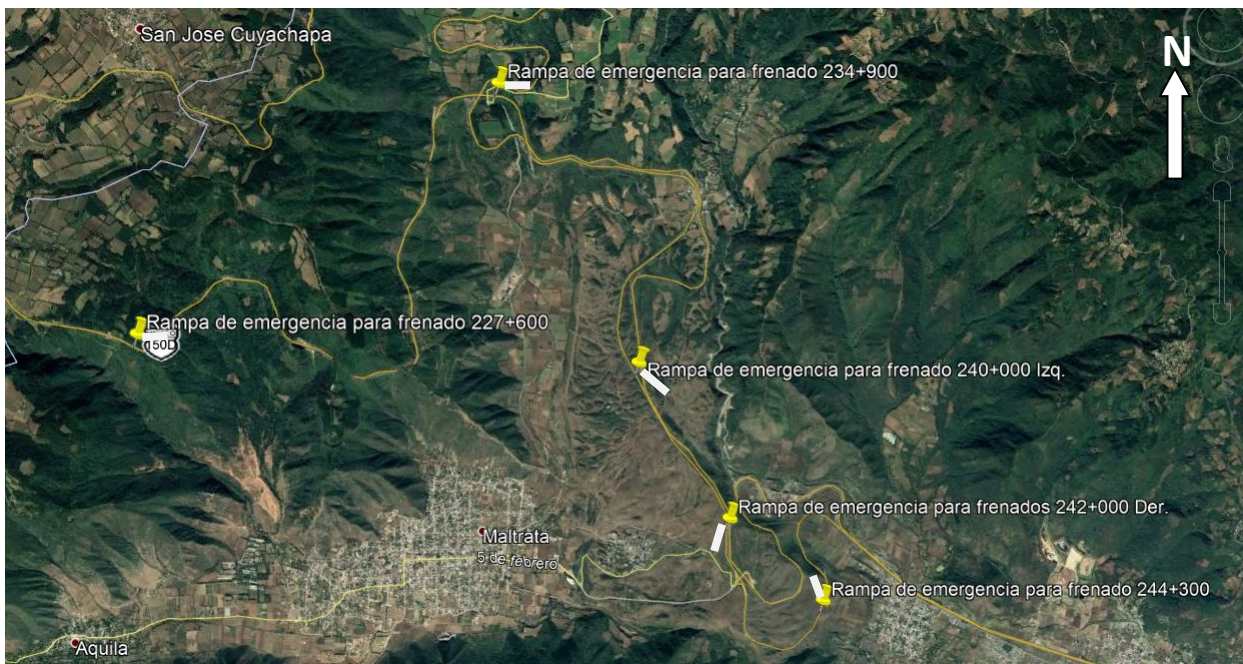 San Jose Cuyachapa
Rampa de emergencia para frenado 234+900
N
Rampa de emergencia para frenado 227+600
150D
Rampa de emergencia para frenado 240+000 Izq.
Rampa de emergencia para frenados 242+000 Der.
Maltrata
5 de febrero
Rampa de emergencia para frenado 244+300
Aquila